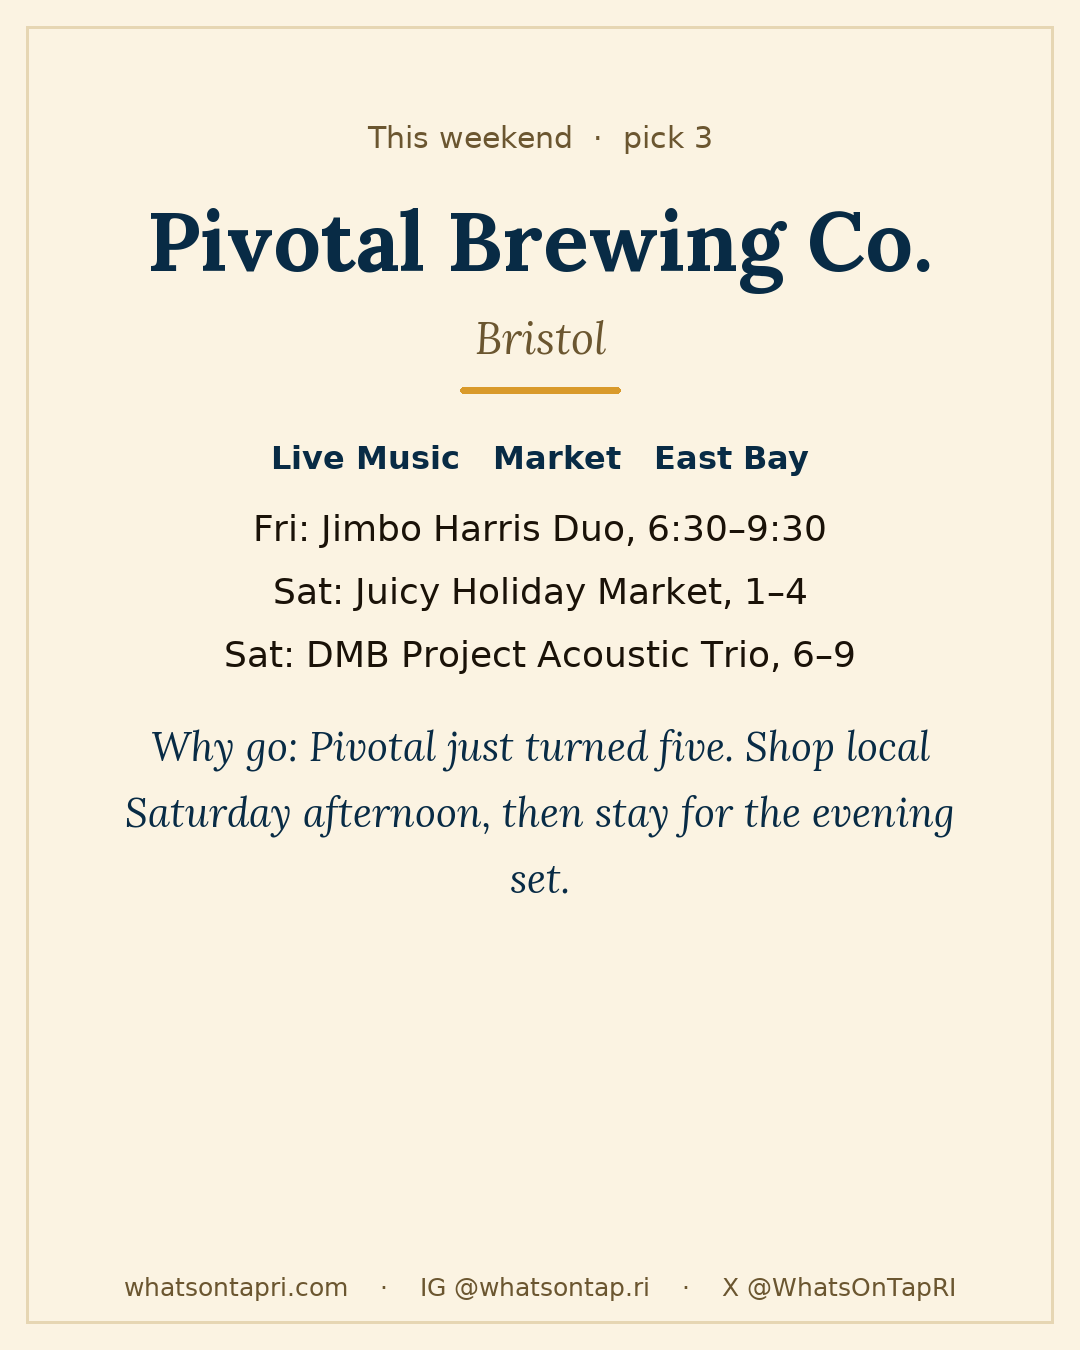 This weekend · pick 3
Pivotal Brewing Co.
Bristol
Live Music Market East Bay
Fri: Jimbo Harris Duo, 6:30–9:30
Sat: Juicy Holiday Market, 1–4
Sat: DMB Project Acoustic Trio, 6–9
Why go: Pivotal just turned five. Shop local
Saturday afternoon, then stay for the evening
set.
whatsontapri.com · IG @whatsontap.ri · X @WhatsOnTapRI